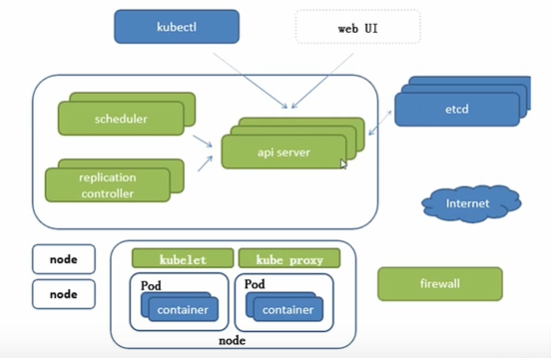 kubectl
web UI
scheduler
etcd
api server
replication
controller
Internet
node
node
kubelet
kube proxy
Pod
container
Pod
container
node
firewall